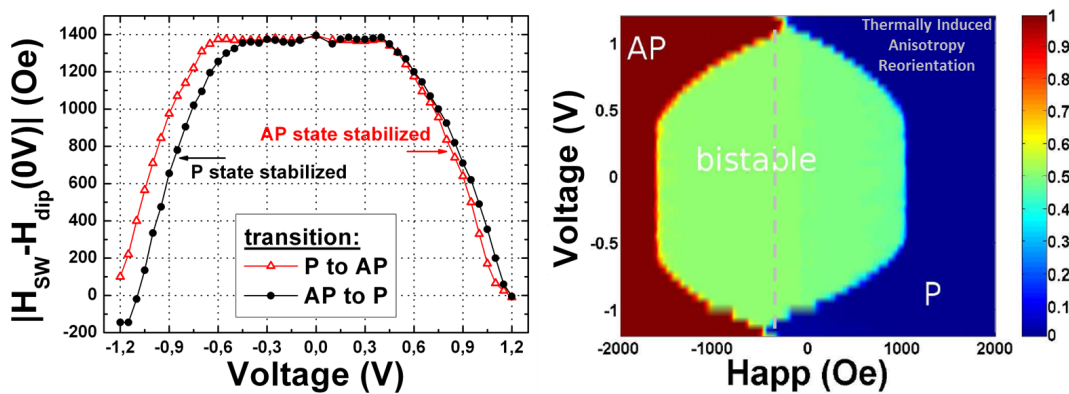 |H_SW-H_dip(0V)| (Oe)
1400
1200
1000
800
600
400
200
0
-200
AP state stabilized
P state stabilized
transition:
P to AP
AP to P
-1,2 -0,9 -0,6 -0,3 0,0 0,3 0,6 0,9 1,2
Voltage (V)
Voltage (V)
1
0.5
0
-0.5
-1
AP
Thermally Induced
Anisotropy
Reorientation
bistable
P
-2000 -1000 0 1000 2000
Happ (Oe)
1
0.9
0.8
0.7
0.6
0.5
0.4
0.3
0.2
0.1
0